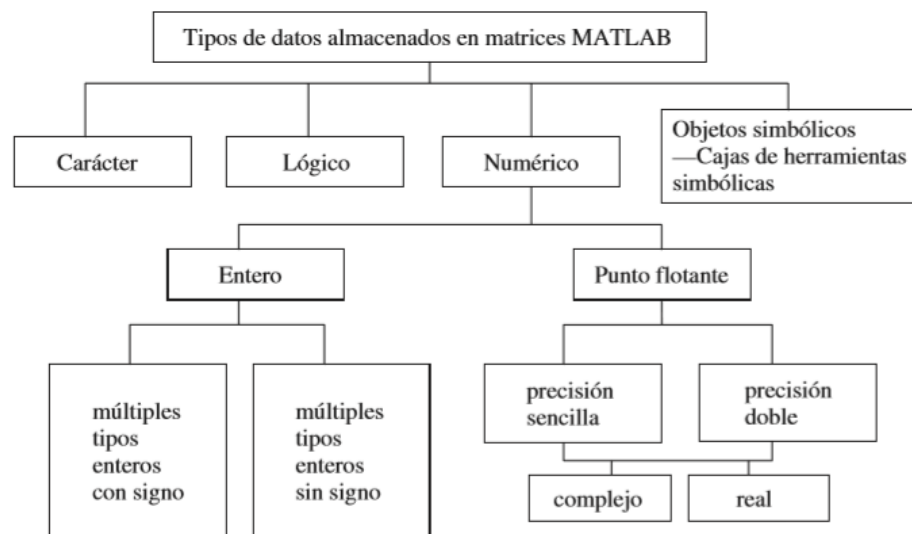 Tipos de datos almacenados en matrices MATLAB
Carácter
Lógico
Numérico
Objetos simbólicos
—Cajas de herramientas
simbólicas
Entero
Punto flotante
múltiples
tipos
enteros
con signo
múltiples
tipos
enteros
sin signo
precisión
sencilla
precisión
doble
complejo
real